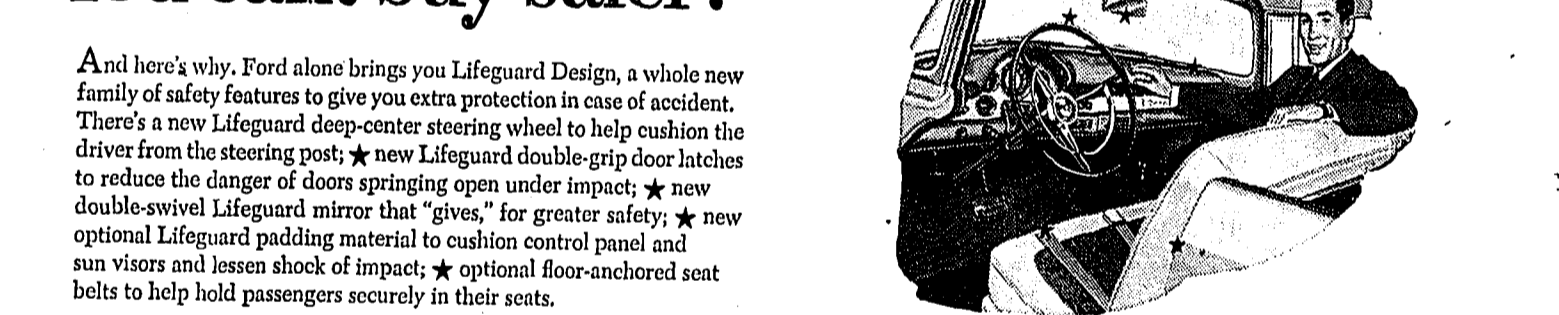 And here's why. Ford alone brings you Lifeguard Design, a whole new
family of safety features to give you extra protection in case of accident.
There's a new Lifeguard deep-center steering wheel to help cushion the
driver from the steering post; ★ new Lifeguard double-grip door latches
to reduce the danger of doors springing open under impact; ★ new
double-swivel Lifeguard mirror that “gives,” for greater safety; ★ new
optional Lifeguard padding material to cushion control panel and
sun visors and lessen shock of impact; ★ optional floor-anchored seat
belts to help hold passengers securely in their seats.